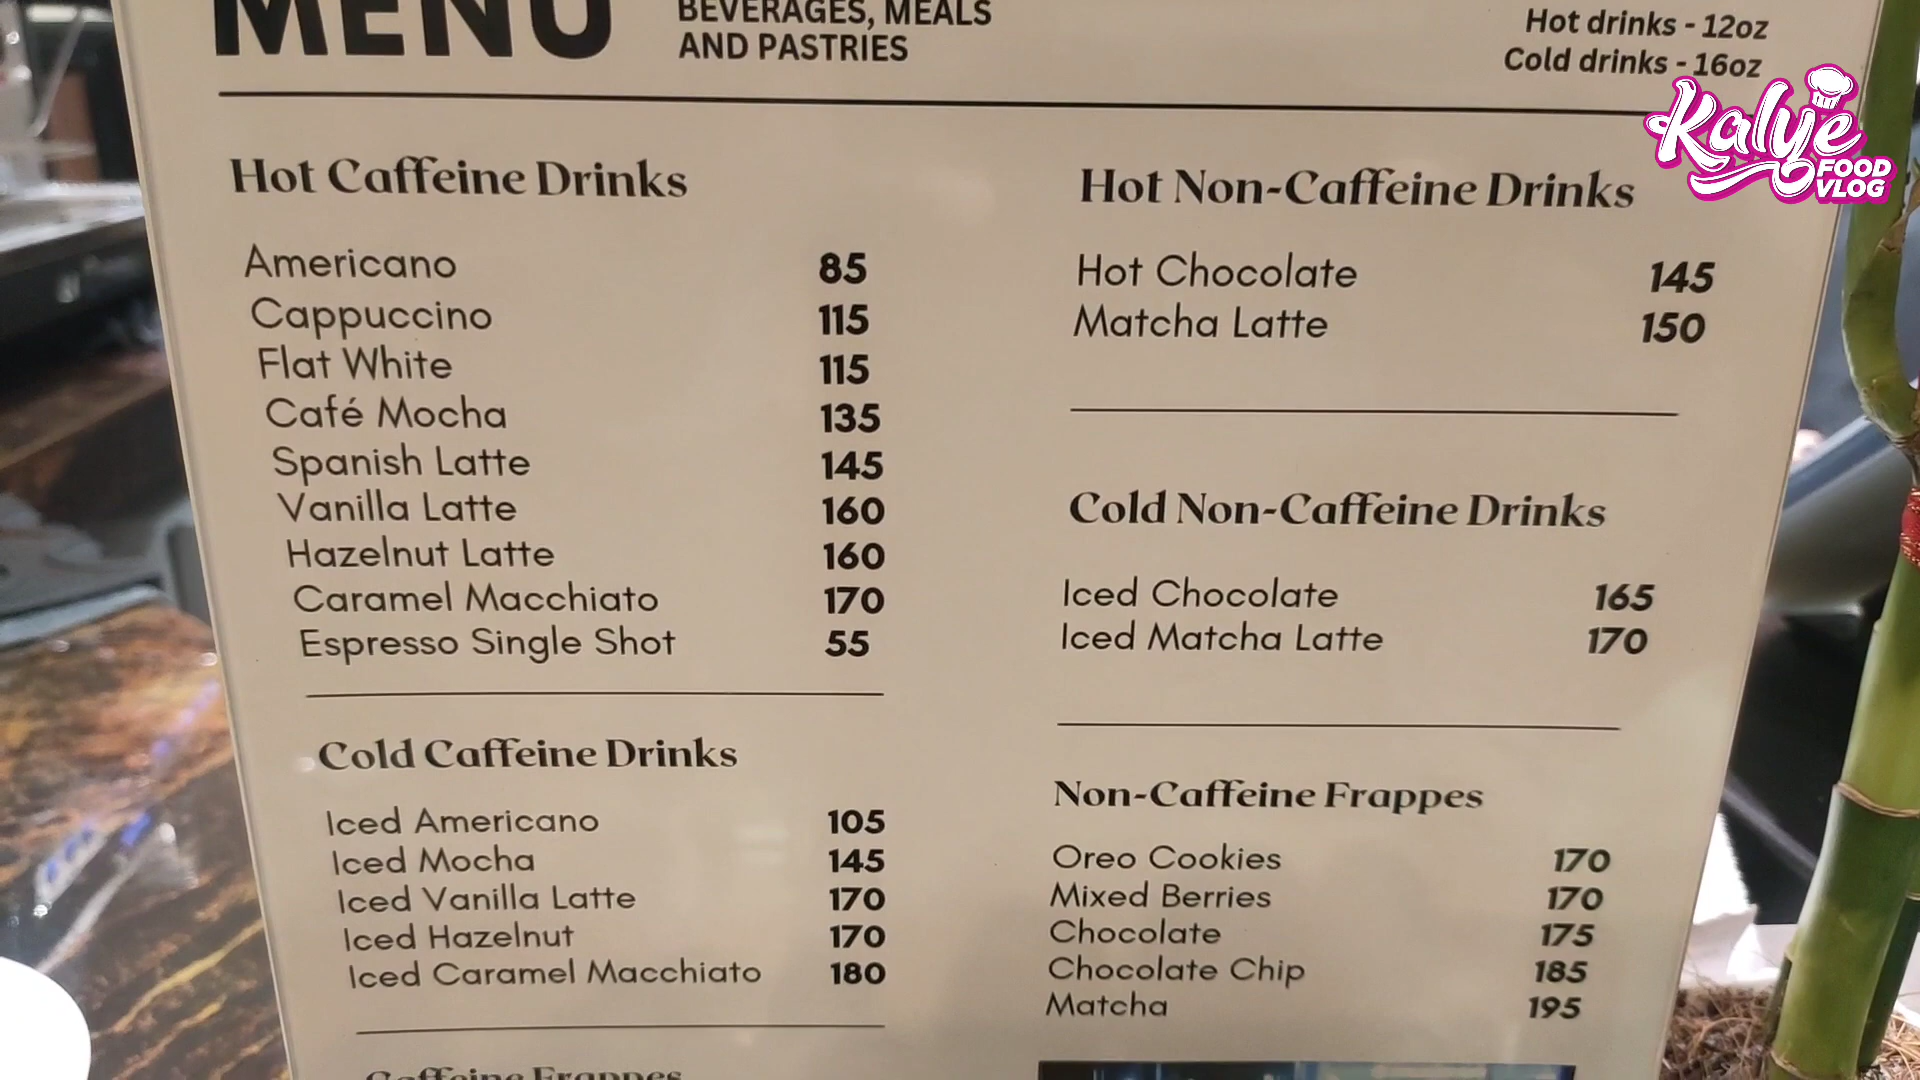 MENU
BEVERAGES, MEALS
AND PASTRIES
Hot drinks - 12oz
Cold drinks - 16oz
Kalye
FOOD
VLOG
Hot Caffeine Drinks
Americano 85
Cappuccino 115
Flat White 115
Café Mocha 135
Spanish Latte 145
Vanilla Latte 160
Hazelnut Latte 160
Caramel Macchiato 170
Espresso Single Shot 55
Cold Caffeine Drinks
Iced Americano 105
Iced Mocha 145
Iced Vanilla Latte 170
Iced Hazelnut 170
Iced Caramel Macchiato 180
Caffeine Frappes
Hot Non-Caffeine Drinks
Hot Chocolate 145
Matcha Latte 150
Cold Non-Caffeine Drinks
Iced Chocolate 165
Iced Matcha Latte 170
Non-Caffeine Frappes
Oreo Cookies 170
Mixed Berries 170
Chocolate 175
Chocolate Chip 185
Matcha 195